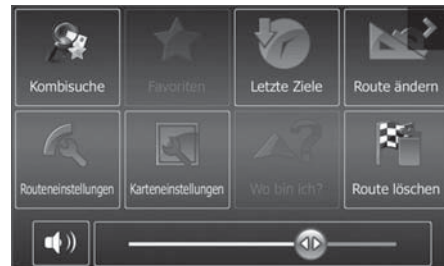 Kombisuche
Favoriten
Letzte Ziele
Route ändern
Routeneinstellungen
Karteneinstellungen
Wo bin ich?
Route löschen